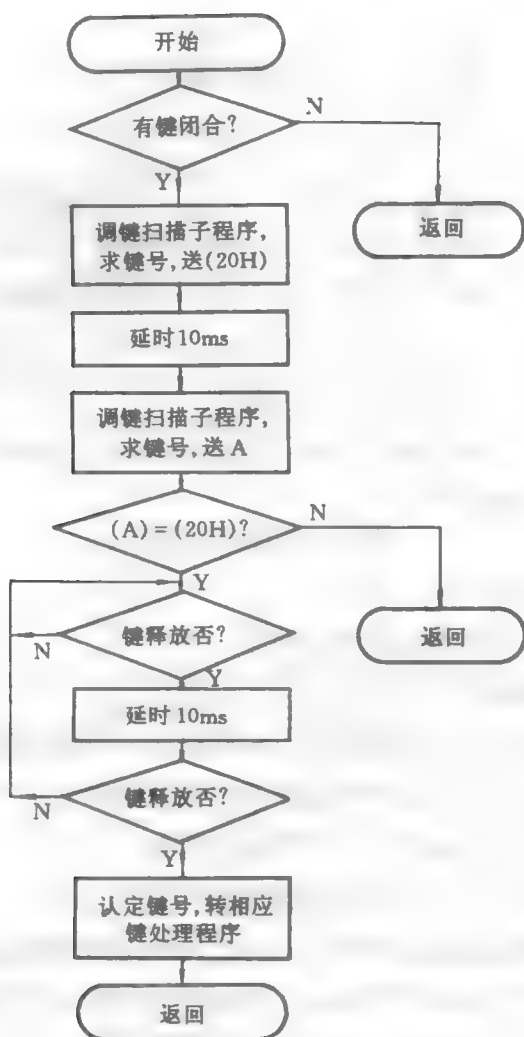 开始
有键闭合?
N
Y
调键扫描子程序,
求键号,送(20H)
返回
延时10ms
调键扫描子程序,
求键号,送A
(A)=(20H)?
N
Y
键释放否?
N
返回
Y
延时10ms
键释放否?
N
Y
认定键号,转相应
键处理程序
返回